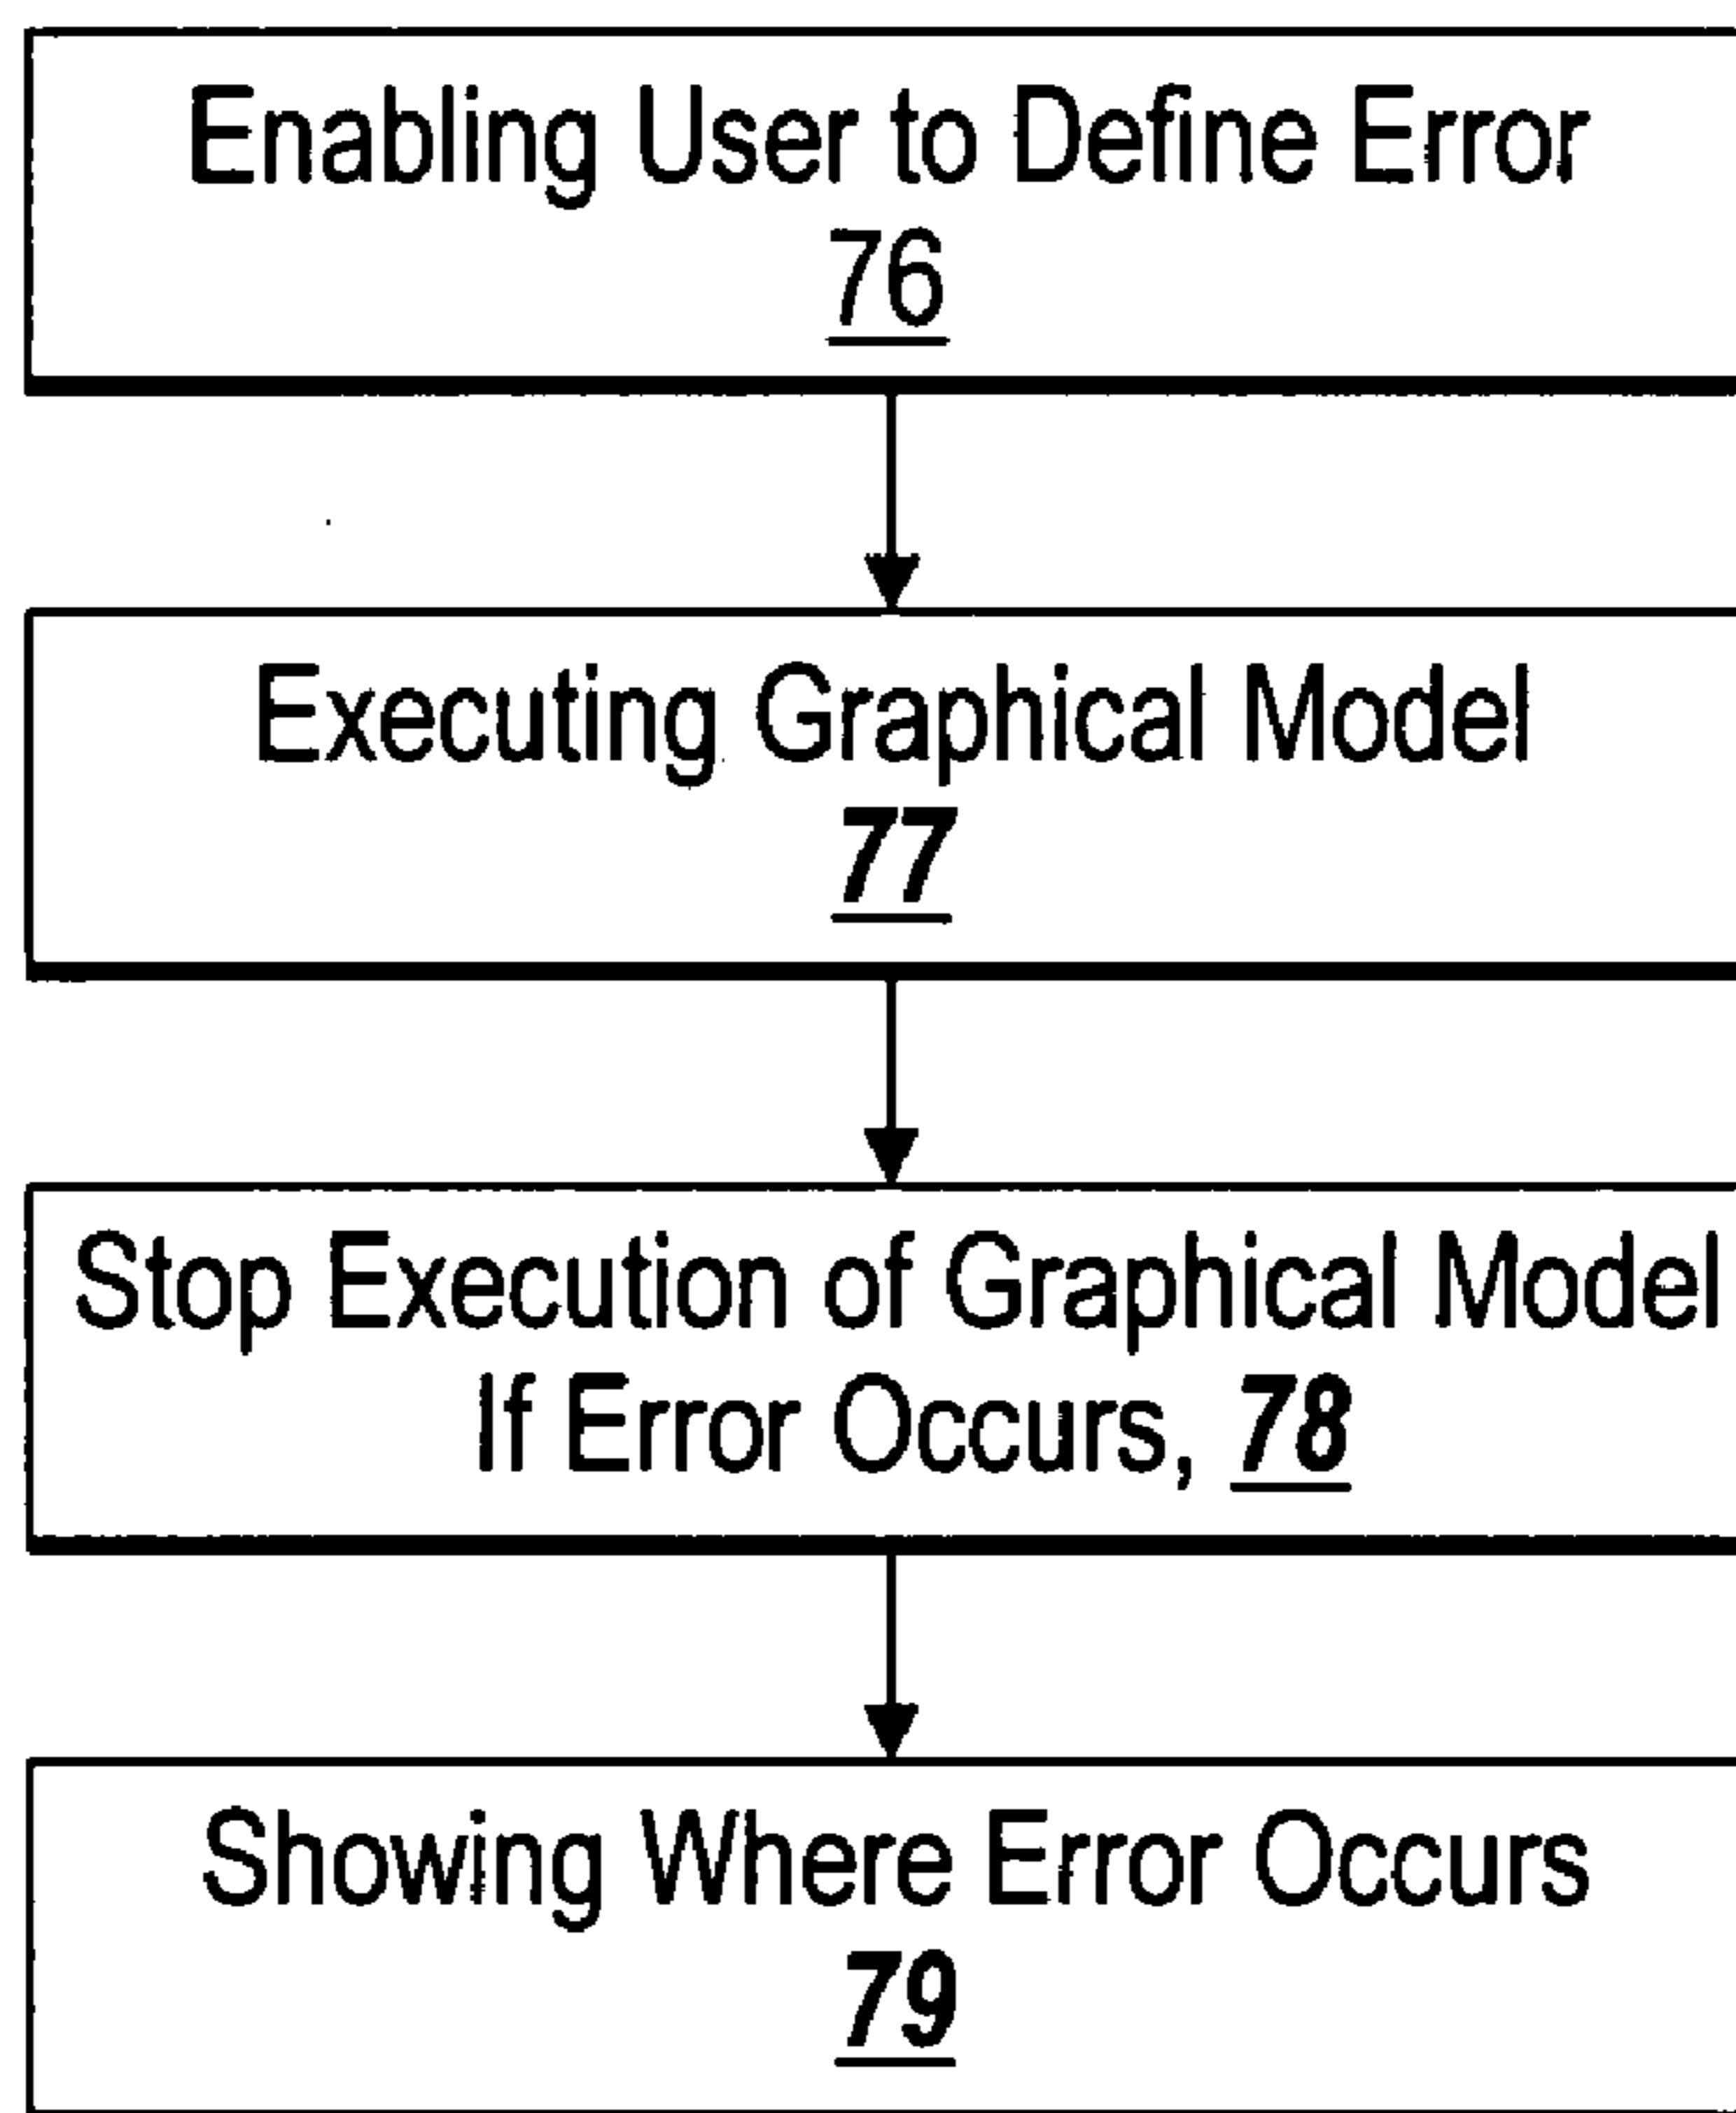 Enabling User to Define Error
76
Executing Graphical Model
77
Stop Execution of Graphical Model
If Error Occurs, 78
Showing Where Error Occurs
79